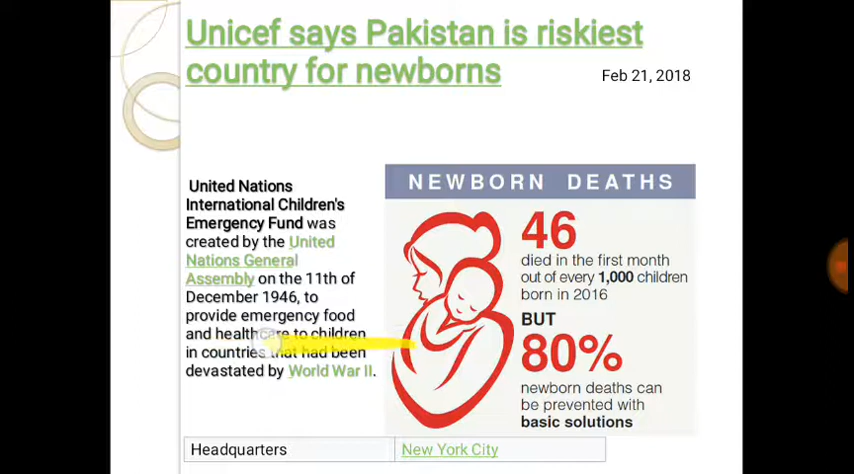 Unicef says Pakistan is riskiest
country for newborns
Feb 21, 2018
United Nations
International Children's
Emergency Fund was
created by the United
Nations General
Assembly on the 11th of
December 1946, to
provide emergency food
and healthcare to children
in countries that had been
devastated by World War II.
NEWBORN DEATHS
46
died in the first month
out of every 1,000 children
born in 2016
BUT
80%
newborn deaths can
be prevented with
basic solutions
Headquarters
New York City